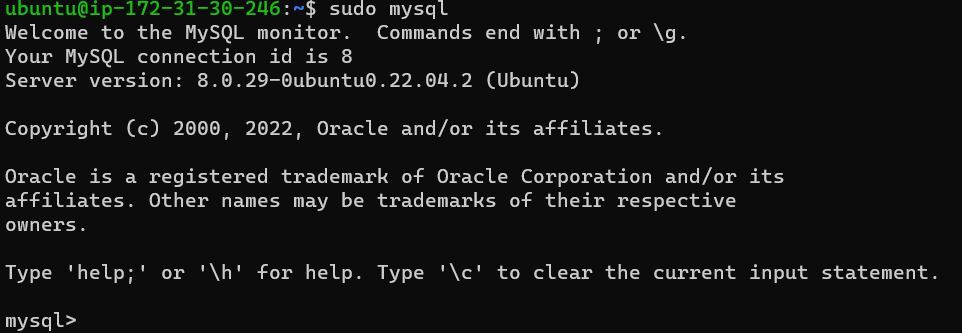 ubuntu@ip-172-31-30-246:~$ sudo mysql
Welcome to the MySQL monitor.  Commands end with ; or \g.
Your MySQL connection id is 8
Server version: 8.0.29-0ubuntu0.22.04.2 (Ubuntu)
Copyright (c) 2000, 2022, Oracle and/or its affiliates.
Oracle is a registered trademark of Oracle Corporation and/or its
affiliates. Other names may be trademarks of their respective
owners.
Type 'help;' or '\h' for help. Type '\c' to clear the current input statement.
mysql>